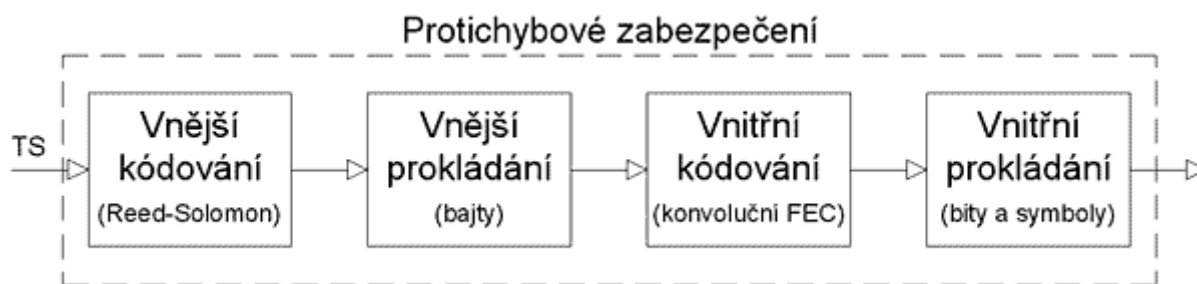 Protichybové zabezpečení
TS
Vnější
kódování
(Reed-Solomon)
Vnější
prokládání
(bajty)
Vnitřní
kódování
(konvoluční FEC)
Vnitřní
prokládání
(bity a symboly)